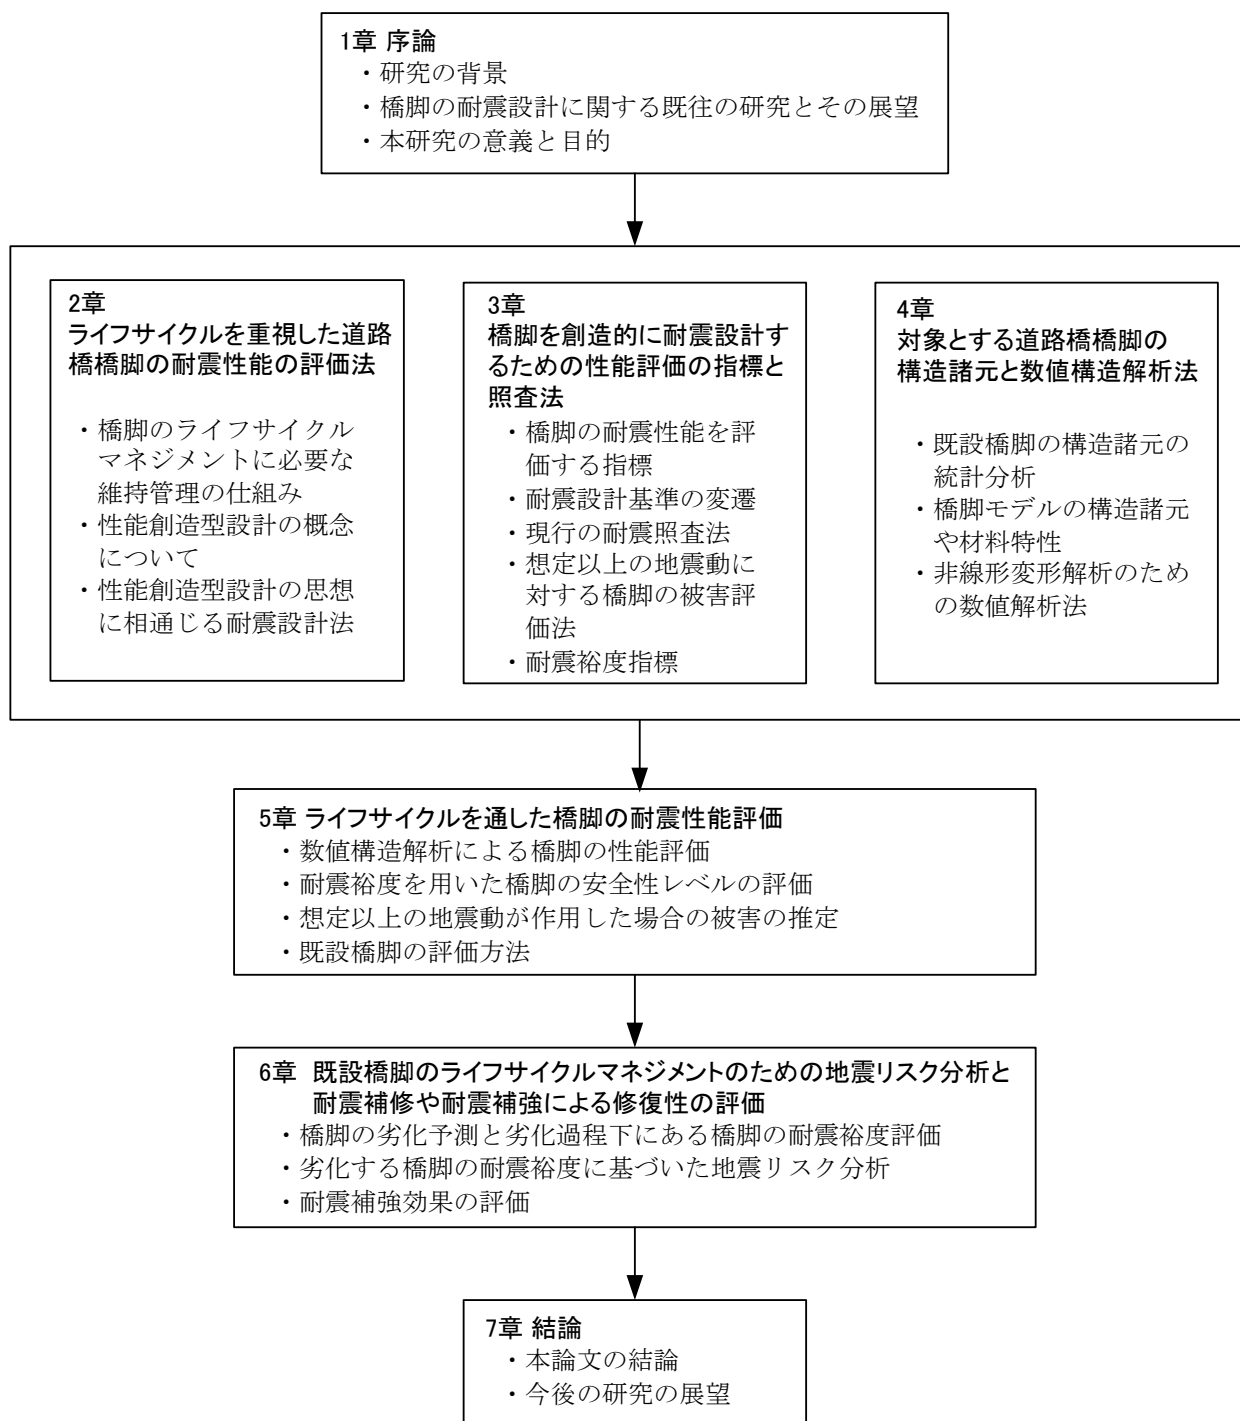 1章 序論
・研究の背景
・橋脚の耐震設計に関する既往の研究とその展望
・本研究の意義と目的
2章
ライフサイクルを重視した道路
橋橋脚の耐震性能の評価法
・橋脚のライフサイクル
マネジメントに必要な
維持管理の仕組み
・性能創造型設計の概念
について
・性能創造型設計の思想
に相通じる耐震設計法
3章
橋脚を創造的に耐震設計す
るための性能評価の指標と
照査法
・橋脚の耐震性能を評
価する指標
・耐震設計基準の変遷
・現行の耐震照査法
・想定以上の地震動に
対する橋脚の被害評
価法
・耐震裕度指標
4章
対象とする道路橋橋脚の
構造諸元と数値構造解析法
・既設橋脚の構造諸元の
統計分析
・橋脚モデルの構造諸元
や材料特性
・非線形変形解析のため
の数値解析法
5章 ライフサイクルを通した橋脚の耐震性能評価
・数値構造解析による橋脚の性能評価
・耐震裕度を用いた橋脚の安全性レベルの評価
・想定以上の地震動が作用した場合の被害の推定
・既設橋脚の評価方法
6章 既設橋脚のライフサイクルマネジメントのための地震リスク分析と
耐震補修や耐震補強による修復性の評価
・橋脚の劣化予測と劣化過程下にある橋脚の耐震裕度評価
・劣化する橋脚の耐震裕度に基づいた地震リスク分析
・耐震補強効果の評価
7章 結論
・本論文の結論
・今後の研究の展望